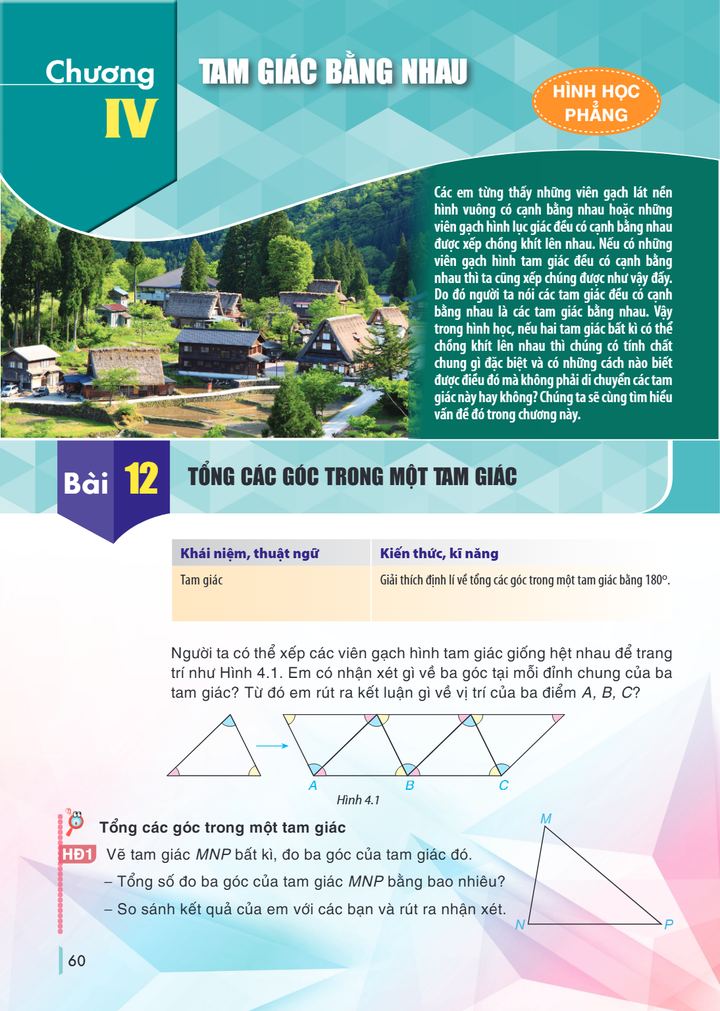 Chương
IV
TAM GIÁC BẰNG NHAU
HÌNH HỌC
PHẲNG
Các em từng thấy những viên gạch lát nền
hình vuông có cạnh bằng nhau hoặc những
viên gạch hình lục giác đều có cạnh bằng nhau
được xếp chồng khít lên nhau. Nếu có những
viên gạch hình tam giác đều có cạnh bằng
nhau thì ta cũng xếp chúng được như vậy đấy.
Do đó người ta nói các tam giác đều có cạnh
bằng nhau là các tam giác bằng nhau. Vậy
trong hình học, nếu hai tam giác bất kì có thể
chồng khít lên nhau thì chúng có tính chất
chung gì đặc biệt và có những cách nào biết
được điều đó mà không phải di chuyển các tam
giác này hay không? Chúng ta sẽ cùng tìm hiểu
vấn đề đó trong chương này.
Bài 12
TỔNG CÁC GÓC TRONG MỘT TAM GIÁC
Khái niệm, thuật ngữ
Kiến thức, kĩ năng
Tam giác
Giải thích định lí về tổng các góc trong một tam giác bằng 180º.
Người ta có thể xếp các viên gạch hình tam giác giống hệt nhau để trang
trí như Hình 4.1. Em có nhận xét gì về ba góc tại mỗi đỉnh chung của ba
tam giác? Từ đó em rút ra kết luận gì về vị trí của ba điểm A, B, C?
A B C
Hình 4.1
Tổng các góc trong một tam giác
HĐ1 Vẽ tam giác MNP bất kì, đo ba góc của tam giác đó.
– Tổng số đo ba góc của tam giác MNP bằng bao nhiêu?
– So sánh kết quả của em với các bạn và rút ra nhận xét.
M
N P
60